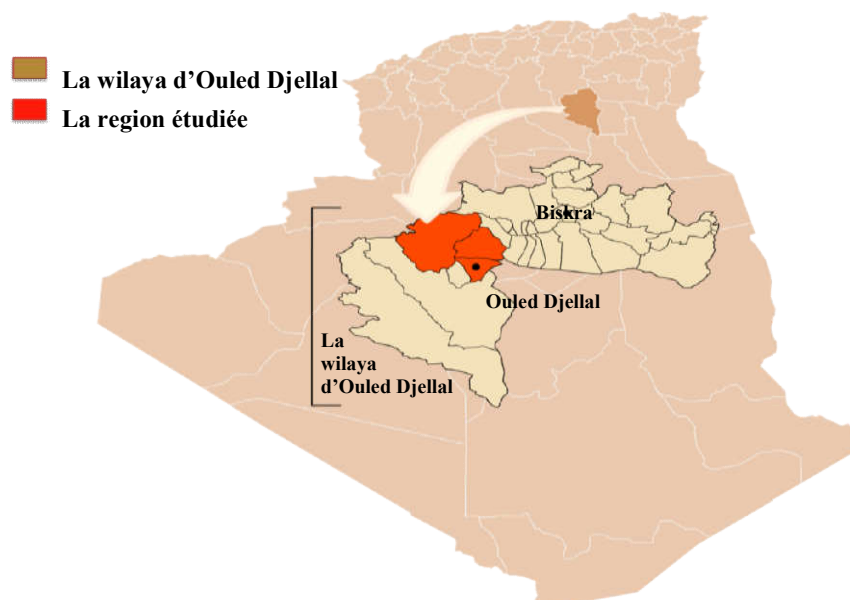 La wilaya d’Ouled Djellal
La region étudiée
Biskra
Ouled Djellal
La
wilaya
d’Ouled Djellal